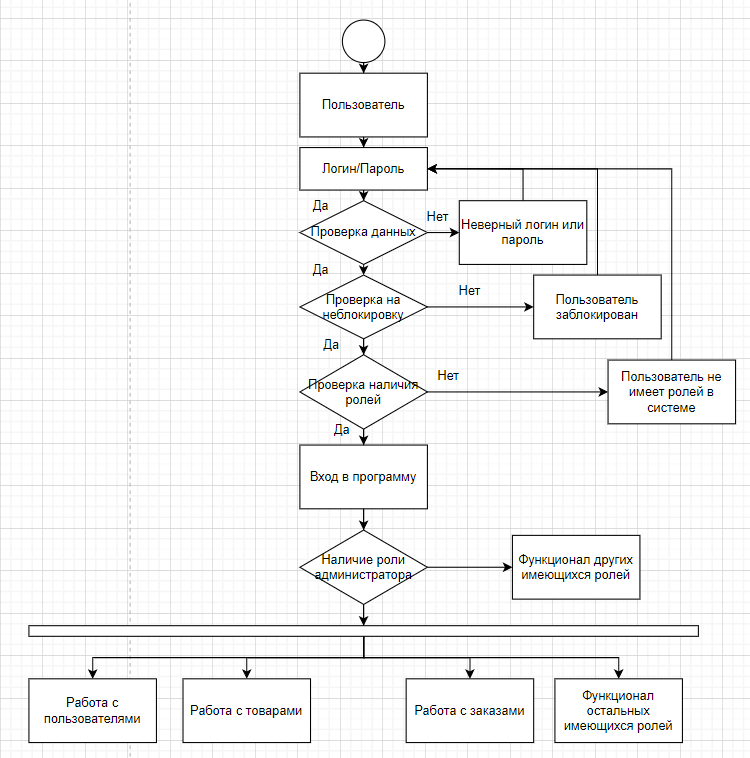 Пользователь
Логин/Пароль
Да
Нет
Проверка данных
Неверный логин или
пароль
Да
Нет
Проверка на
неблокировку
Пользователь
заблокирован
Да
Нет
Проверка наличия
ролей
Пользователь не
имеет ролей в
системе
Да
Вход в программу
Наличие роли
администратора
Функционал других
имеющихся ролей
Работа с
пользователями
Работа с товарами
Работа с заказами
Функционал
остальных
имеющихся ролей